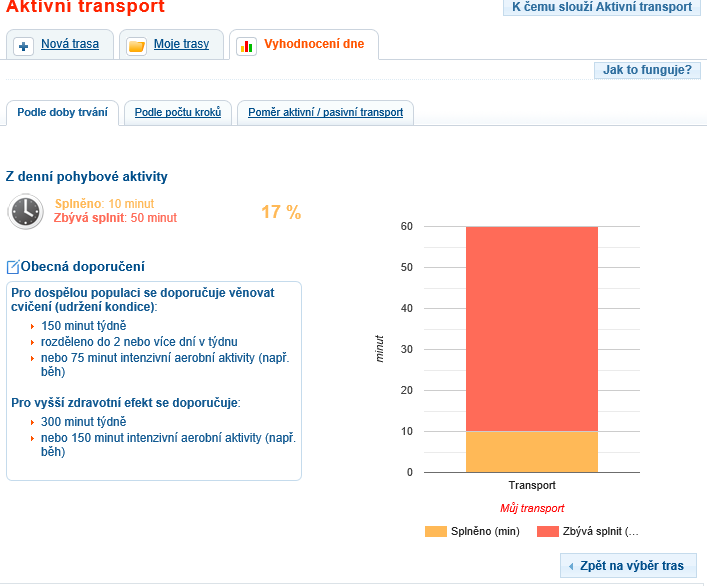 Aktivní transport
K čemu slouží Aktivní transport
Nová trasa
Moje trasy
Vyhodnocení dne
Jak to funguje?
Podle doby trvání
Podle počtu kroků
Poměr aktivní / pasivní transport
Z denní pohybové aktivity
Splněno: 10 minut
Zbývá splnit: 50 minut
17 %
Obecná doporučení
Pro dospělou populaci se doporučuje věnovat
cvičení (udržení kondice):
150 minut týdně
rozděleno do 2 nebo více dní v týdnu
nebo 75 minut intenzivní aerobní aktivity (např.
běh)
Pro vyšší zdravotní efekt se doporučuje:
300 minut týdně
nebo 150 minut intenzivní aerobní aktivity (např.
běh)
60
50
40
30
20
10
0
minut
Transport
Můj transport
Splněno (min)
Zbývá splnit (…
Zpět na výběr tras